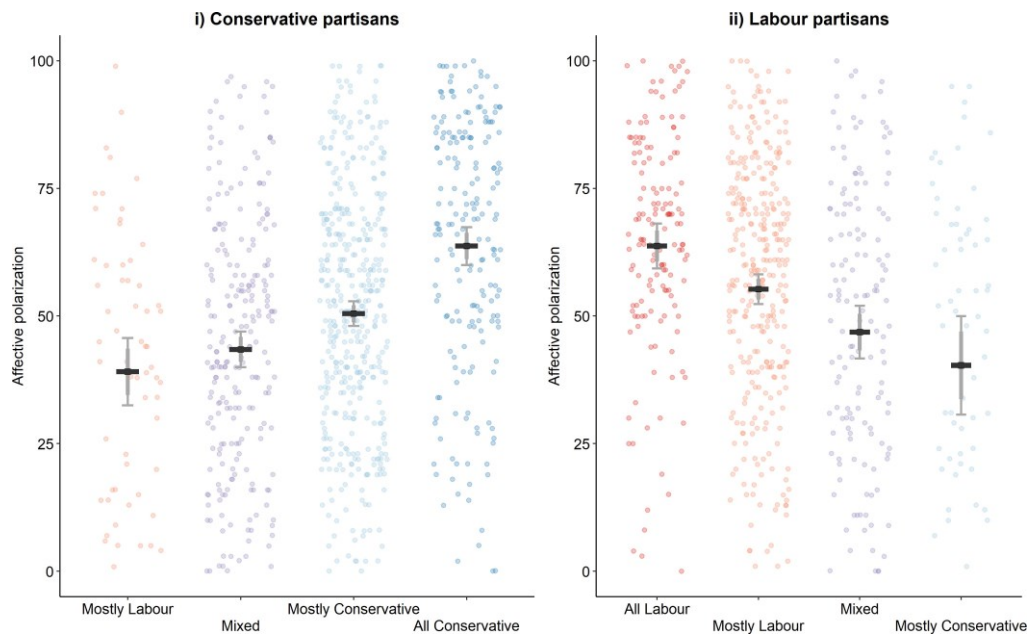 i) Conservative partisans
Affective polarization
100
75
50
25
0
Mostly Labour
Mixed
Mostly Conservative
All Conservative
ii) Labour partisans
Affective polarization
100
75
50
25
0
All Labour
Mostly Labour
Mixed
Mostly Conservative